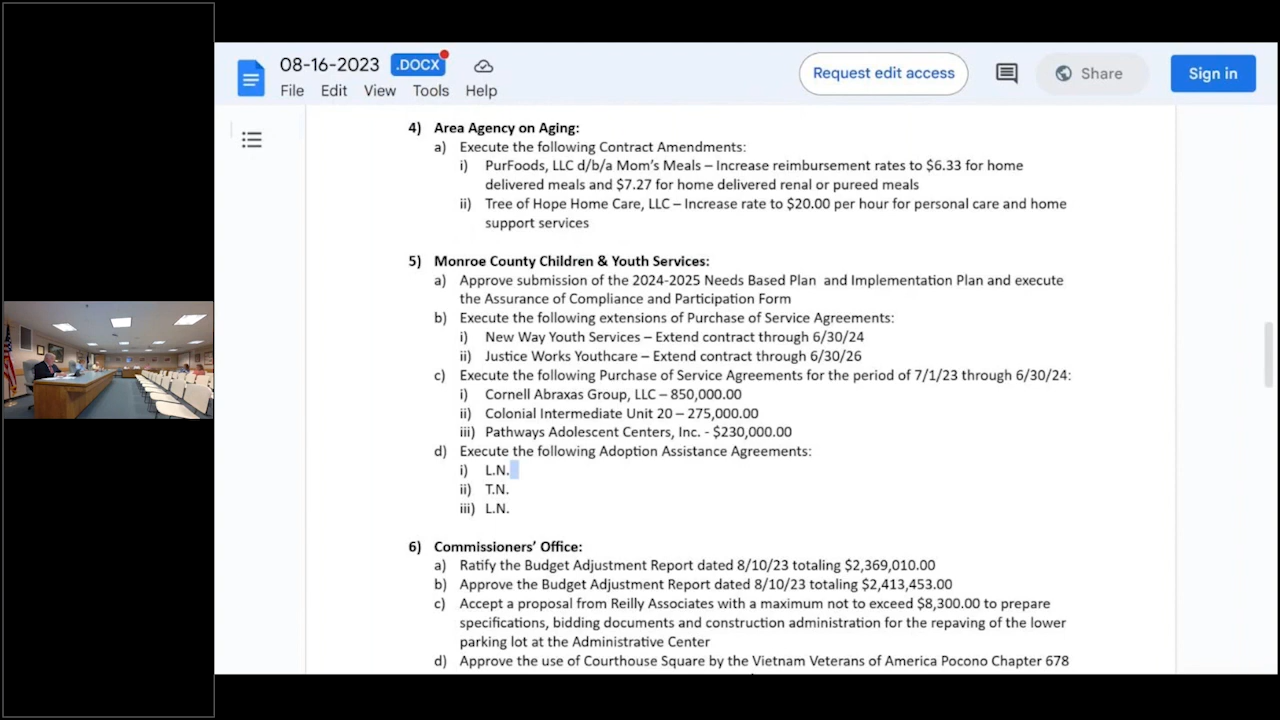 08-16-2023 .DOCX
Request edit access
Share
Sign in
File Edit View Tools Help
4) Area Agency on Aging:
a) Execute the following Contract Amendments:
i) PurFoods, LLC d/b/a Mom's Meals – Increase reimbursement rates to $6.33 for home
delivered meals and $7.27 for home delivered renal or pureed meals
ii) Tree of Hope Home Care, LLC – Increase rate to $20.00 per hour for personal care and home
support services
5) Monroe County Children & Youth Services:
a) Approve submission of the 2024-2025 Needs Based Plan and Implementation Plan and execute
the Assurance of Compliance and Participation Form
b) Execute the following extensions of Purchase of Service Agreements:
i) New Way Youth Services – Extend contract through 6/30/24
ii) Justice Works Youthcare – Extend contract through 6/30/26
c) Execute the following Purchase of Service Agreements for the period of 7/1/23 through 6/30/24:
i) Cornell Abraxas Group, LLC – 850,000.00
ii) Colonial Intermediate Unit 20 – 275,000.00
iii) Pathways Adolescent Centers, Inc. - $230,000.00
d) Execute the following Adoption Assistance Agreements:
i) L.N.
ii) T.N.
iii) L.N.
6) Commissioners' Office:
a) Ratify the Budget Adjustment Report dated 8/10/23 totaling $2,369,010.00
b) Approve the Budget Adjustment Report dated 8/10/23 totaling $2,413,453.00
c) Accept a proposal from Reilly Associates with a maximum not to exceed $8,300.00 to prepare
specifications, bidding documents and construction administration for the repaving of the lower
parking lot at the Administrative Center
d) Approve the use of Courthouse Square by the Vietnam Veterans of America Pocono Chapter 678